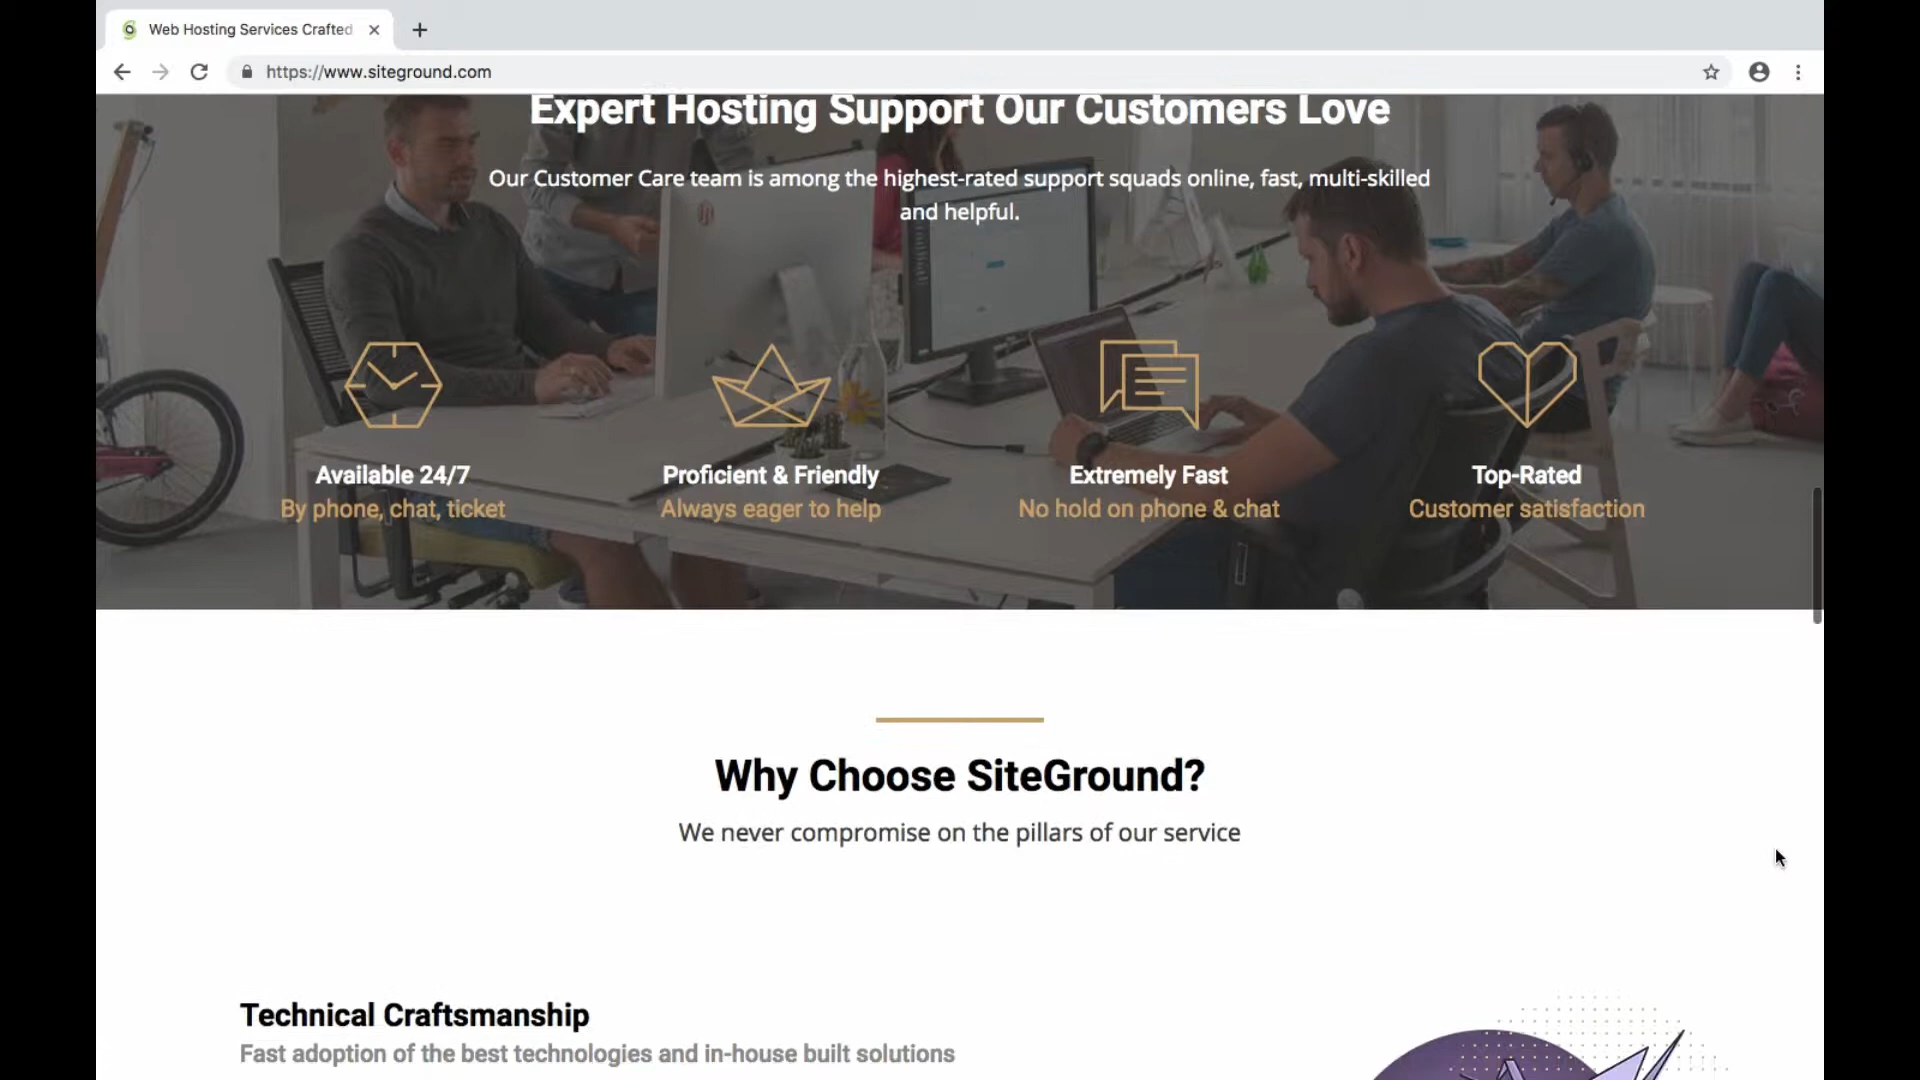 Web Hosting Services Crafted
https://www.siteground.com
Expert Hosting Support Our Customers Love
Our Customer Care team is among the highest-rated support squads online, fast, multi-skilled
and helpful.
Available 24/7
By phone, chat, ticket
Proficient & Friendly
Always eager to help
Extremely Fast
No hold on phone & chat
Top-Rated
Customer satisfaction
Why Choose SiteGround?
We never compromise on the pillars of our service
Technical Craftsmanship
Fast adoption of the best technologies and in-house built solutions